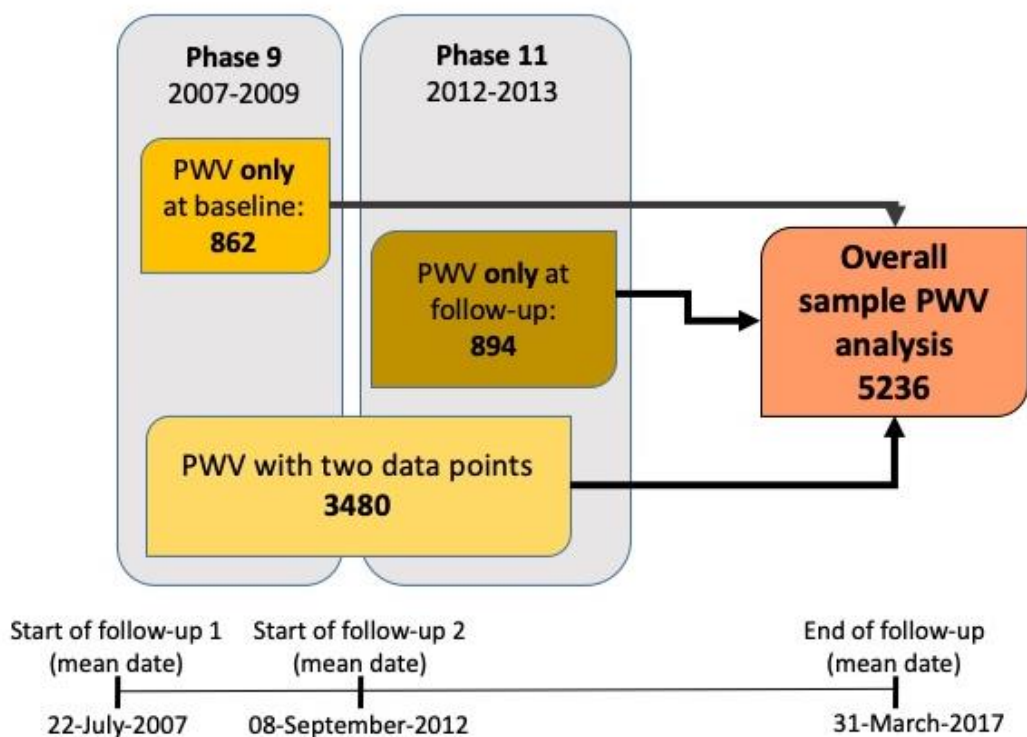 Phase 9
2007-2009
Phase 11
2012-2013
PWV only
at baseline:
862
PWV only at
follow-up:
894
Overall
sample PWV
analysis
5236
PWV with two data points
3480
Start of follow-up 1
(mean date)
Start of follow-up 2
(mean date)
End of follow-up
(mean date)
22-July-2007
08-September-2012
31-March-2017